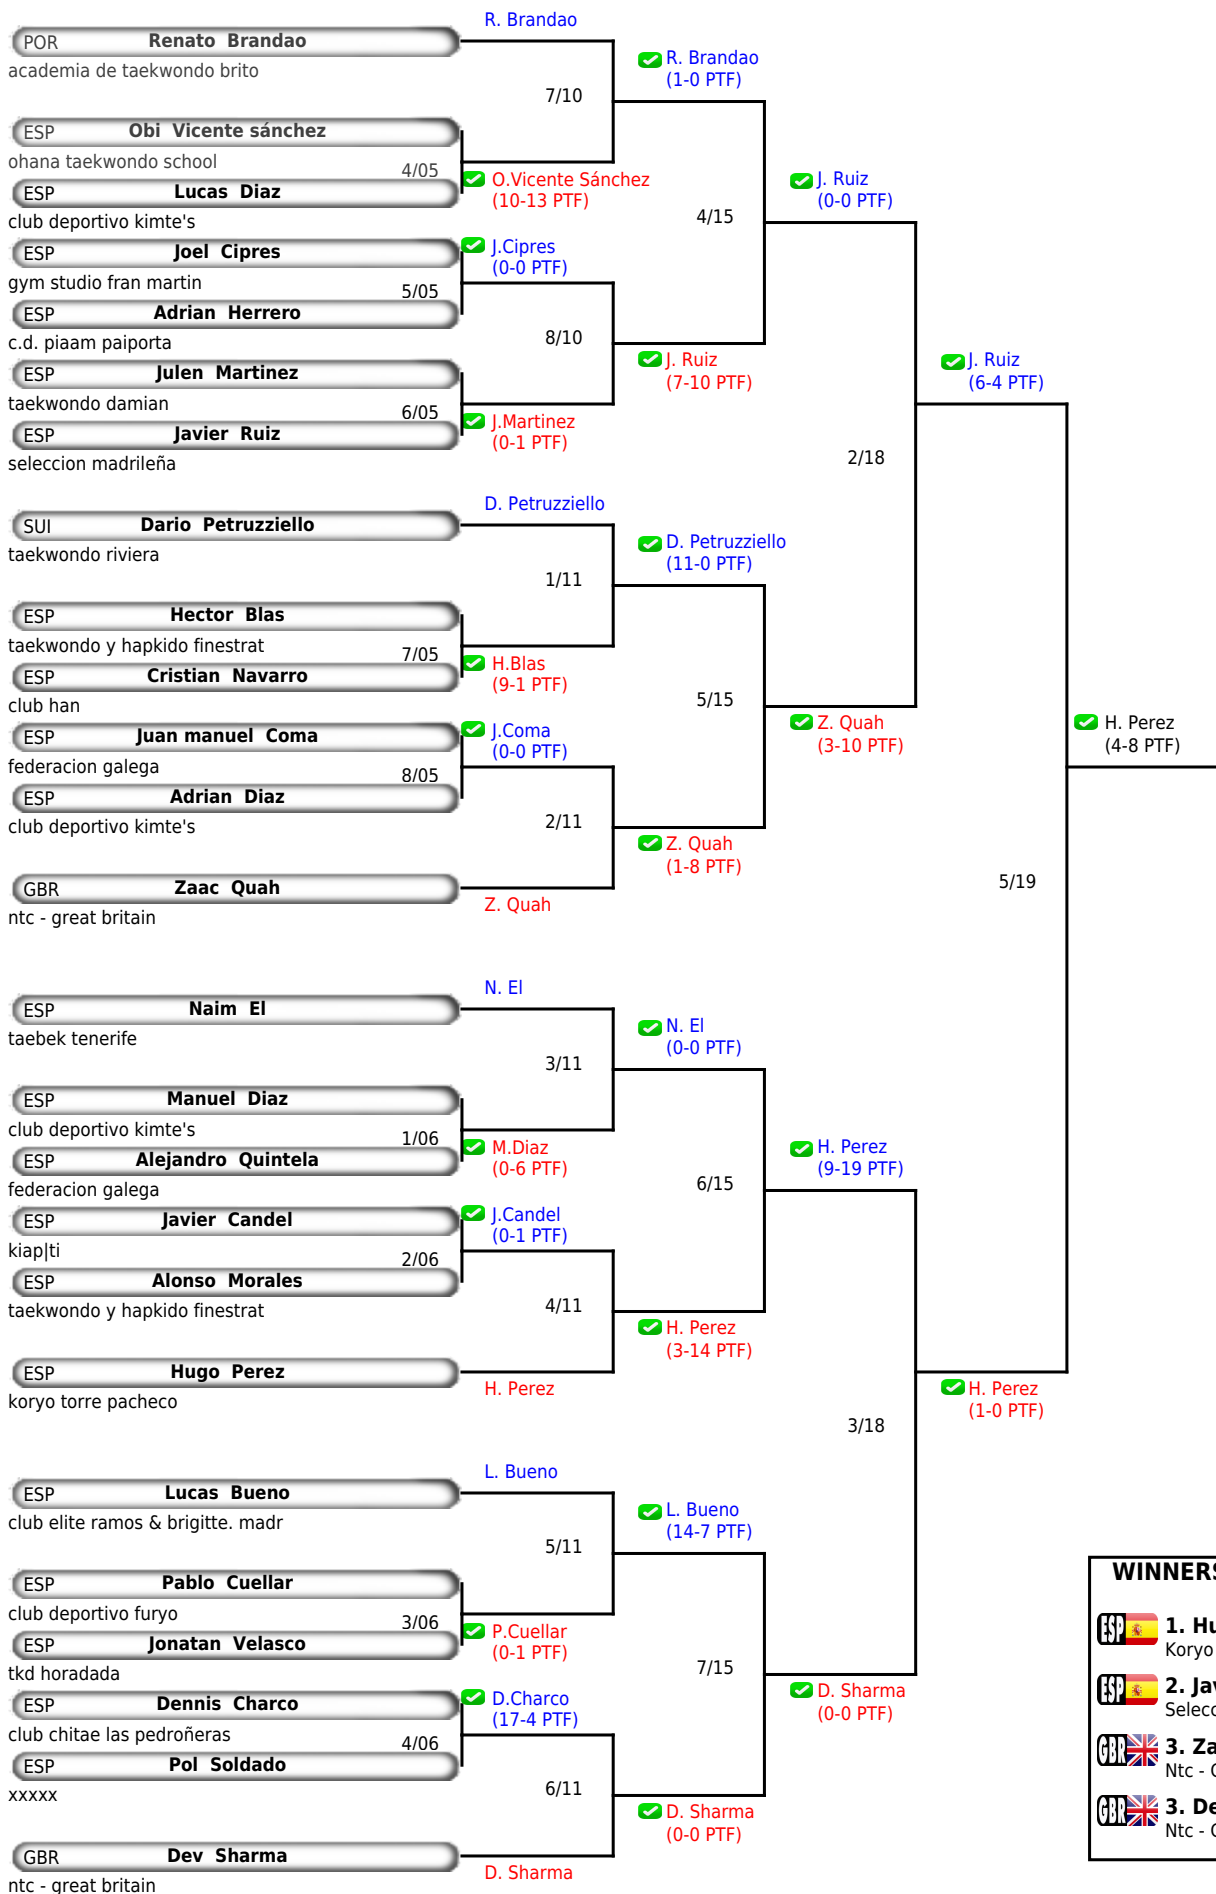 R. Brandao
POR Renato Brandao
academia de taekwondo brito
R. Brandao
(1-0 PTF)
7/10
ESP Obi Vicente sánchez
ohana taekwondo school
4/05
ESP Lucas Diaz
O.Vicente Sánchez
(10-13 PTF)
club deportivo kimte's
J. Ruiz
(0-0 PTF)
4/15
ESP Joel Cipres
J.Cipres
(0-0 PTF)
gym studio fran martin
5/05
ESP Adrian Herrero
c.d. piaam paiporta
8/10
J. Ruiz
(7-10 PTF)
J. Ruiz
(6-4 PTF)
ESP Julen Martinez
taekwondo damian
6/05
ESP Javier Ruiz
J.Martinez
(0-1 PTF)
seleccion madrileña
2/18
D. Petruzziello
SUI Dario Petruzziello
taekwondo riviera
D. Petruzziello
(11-0 PTF)
1/11
ESP Hector Blas
taekwondo y hapkido finestrat
7/05
ESP Cristian Navarro
H.Blas
(9-1 PTF)
club han
5/15
ESP Juan manuel Coma
J.Coma
(0-0 PTF)
Z. Quah
(3-10 PTF)
H. Perez
(4-8 PTF)
federacion galega
8/05
ESP Adrian Diaz
club deportivo kimte's
2/11
Z. Quah
(1-8 PTF)
GBR Zaac Quah
Z. Quah
ntc - great britain
5/19
N. El
ESP Naim El
taebek tenerife
N. El
(0-0 PTF)
3/11
ESP Manuel Diaz
club deportivo kimte's
1/06
ESP Alejandro Quintela
M.Diaz
(0-6 PTF)
federacion galega
H. Perez
(9-19 PTF)
6/15
ESP Javier Candel
J.Candel
(0-1 PTF)
kiap|ti
2/06
ESP Alonso Morales
taekwondo y hapkido finestrat
4/11
H. Perez
(3-14 PTF)
ESP Hugo Perez
H. Perez
koryo torre pacheco
H. Perez
(1-0 PTF)
3/18
L. Bueno
ESP Lucas Bueno
club elite ramos & brigitte. madr
L. Bueno
(14-7 PTF)
5/11
ESP Pablo Cuellar
club deportivo furyo
3/06
ESP Jonatan Velasco
P.Cuellar
(0-1 PTF)
tkd horadada
7/15
ESP Dennis Charco
D.Charco
(17-4 PTF)
D. Sharma
(0-0 PTF)
club chitae las pedroñeras
4/06
ESP Pol Soldado
xxxxx
6/11
D. Sharma
(0-0 PTF)
GBR Dev Sharma
D. Sharma
ntc - great britain
WINNERS
ESP 1. Hu
Koryo
ESP 2. Jav
Selecc
GBR 3. Za
Ntc - G
GBR 3. De
Ntc - G